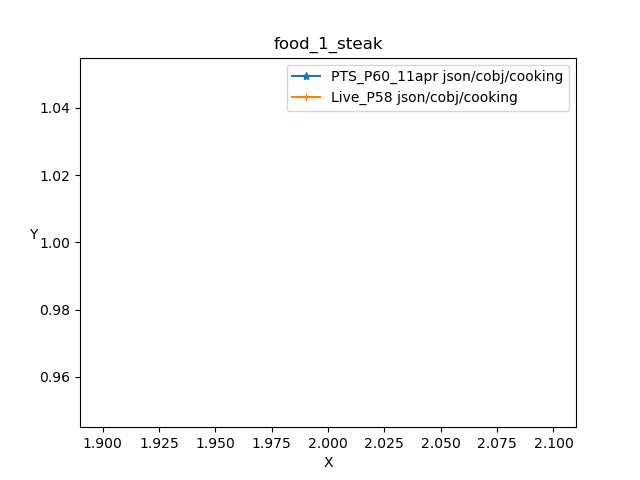 food_1_steak
PTS_P60_11apr json/cobj/cooking
Live_P58 json/cobj/cooking
1.04
1.02
Y
1.00
0.98
0.96
1.900 1.925 1.950 1.975 2.000 2.025 2.050 2.075 2.100
X